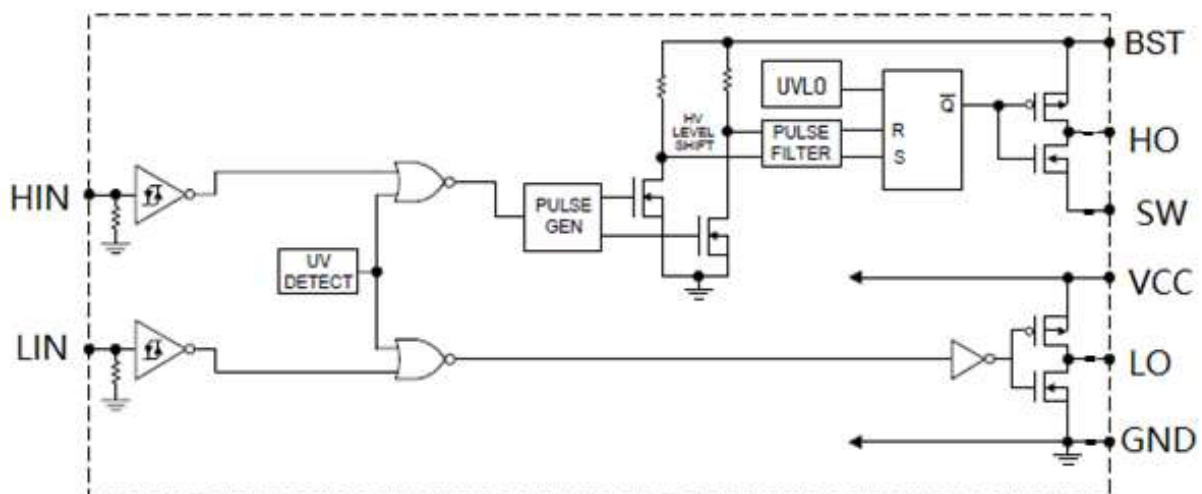 BST
UVLO
Q
HV
LEVEL
SHIFT
PULSE
FILTER
R
S
HO
HIN
PULSE
GEN
SW
UV
DETECT
VCC
LIN
LO
GND